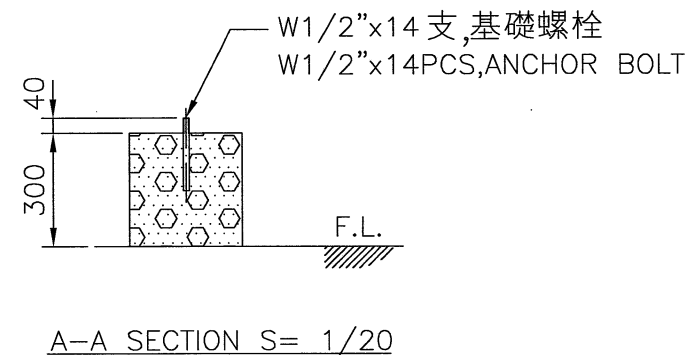 W1/2”x14 支,基礎螺栓
W1/2”x14PCS,ANCHOR BOLT
40
300
F.L.
A-A SECTION S= 1/20